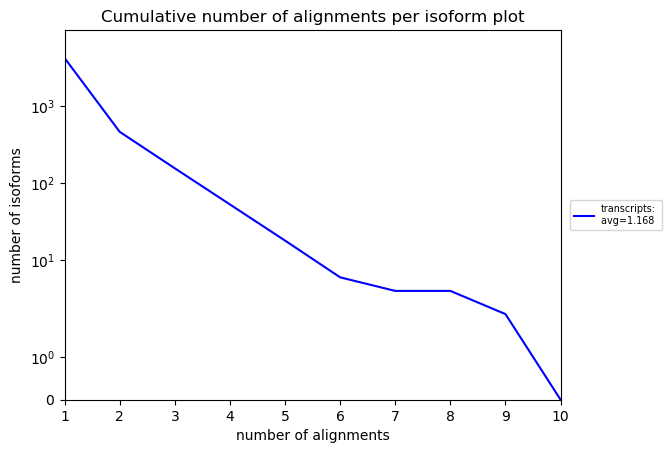 Cumulative number of alignments per isoform plot
number of isoforms
10³
10²
10¹
10⁰
0
1 2 3 4 5 6 7 8 9 10
number of alignments
transcripts:
avg=1.168